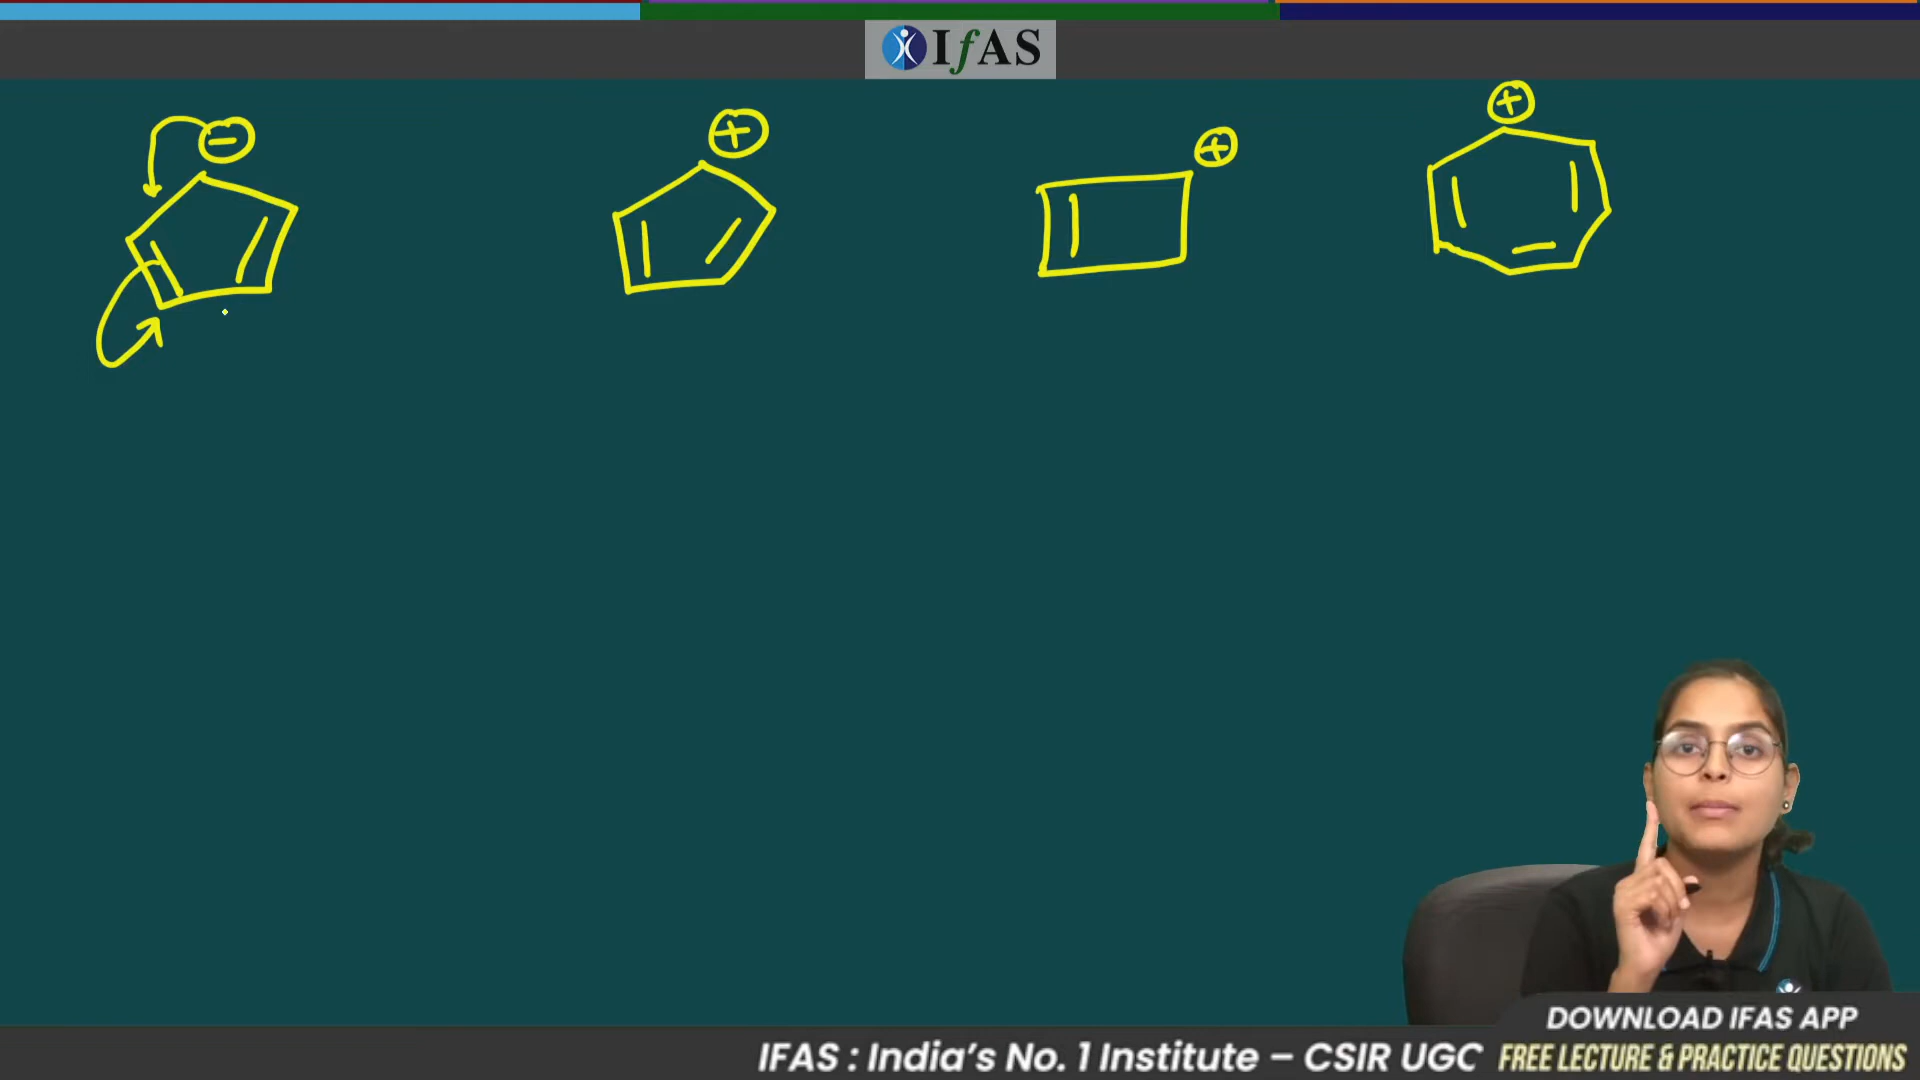 IfAS
⊖
⊕
⊕
⊕
DOWNLOAD IFAS APP
IFAS : India's No. 1 Institute – CSIR UGC
FREE LECTURE & PRACTICE QUESTIONS